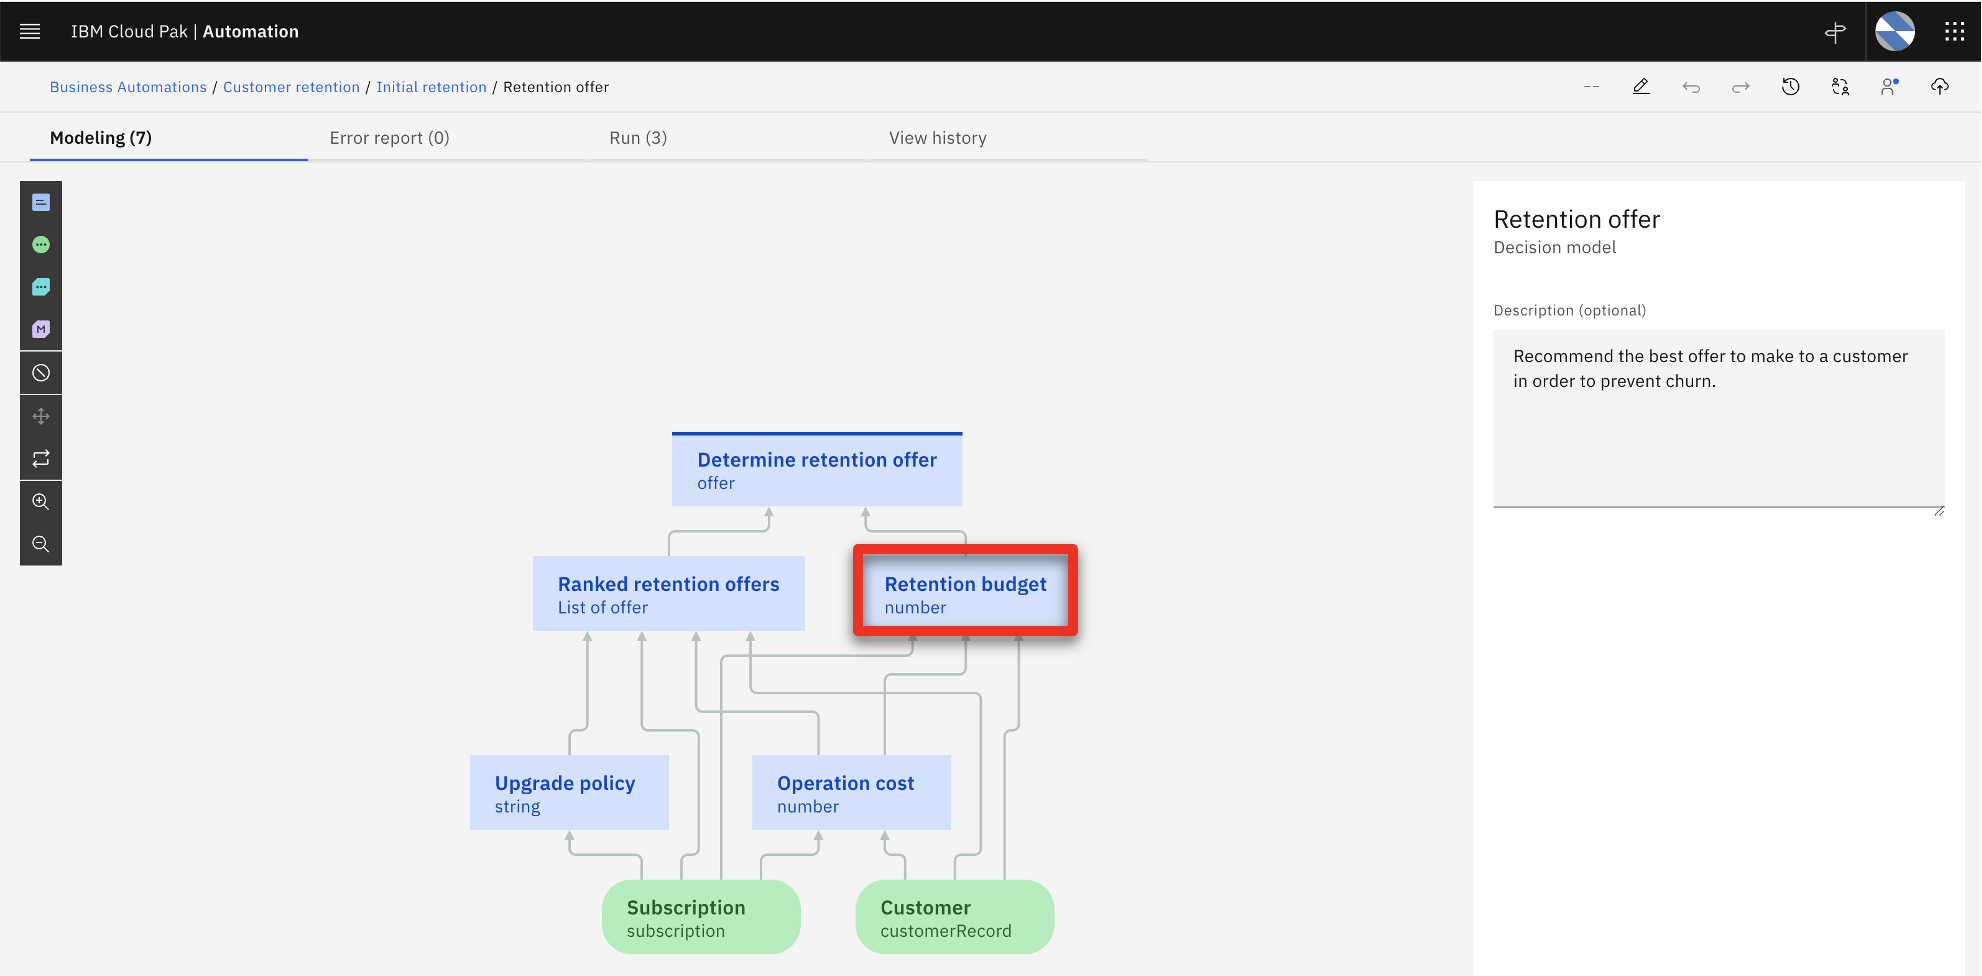 IBM Cloud Pak | Automation
Business Automations / Customer retention / Initial retention / Retention offer
--
Modeling (7)
Error report (0)
Run (3)
View history
M
Retention offer
Decision model
Description (optional)
Recommend the best offer to make to a customer
in order to prevent churn.
Determine retention offer
offer
Ranked retention offers
List of offer
Retention budget
number
Upgrade policy
string
Operation cost
number
Subscription
subscription
Customer
customerRecord